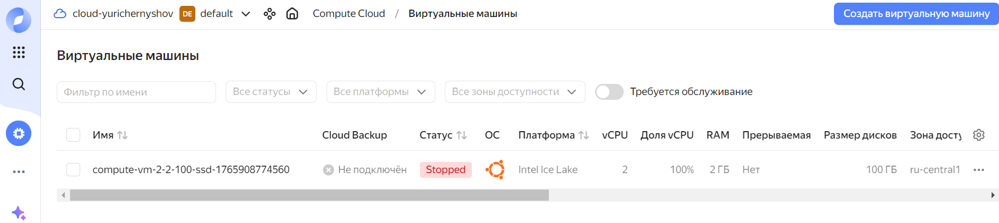 cloud-yurichernyshov DE default Compute Cloud / Виртуальные машины Создать виртуальную машину
Виртуальные машины
Фильтр по имени Все статусы Все платформы Все зоны доступности Требуется обслуживание
Имя Cloud Backup Статус ОС Платформа vCPU Доля vCPU RAM Прерываемая Размер дисков Зона досту
compute-vm-2-2-100-ssd-1765908774560 Не подключён Stopped Intel Ice Lake 2 100% 2 ГБ Нет 100 ГБ ru-central1